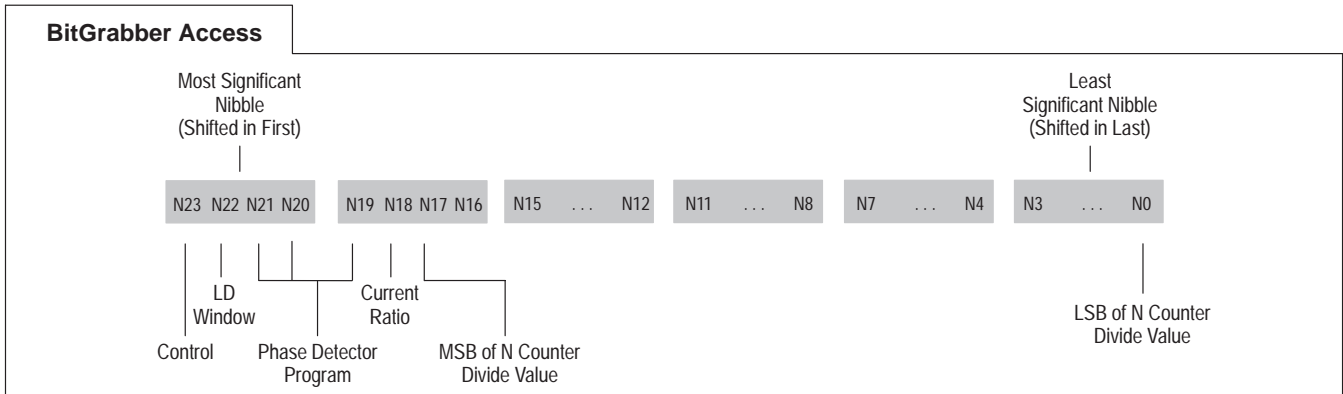 BitGrabber Access
Most Significant
Nibble
(Shifted in First)
Least
Significant Nibble
(Shifted in Last)
N23 N22 N21 N20 N19 N18 N17 N16 N15 . . . N12 N11 . . . N8 N7 . . . N4 N3 . . . N0
LD
Window
Current
Ratio
LSB of N Counter
Divide Value
Control
Phase Detector
Program
MSB of N Counter
Divide Value